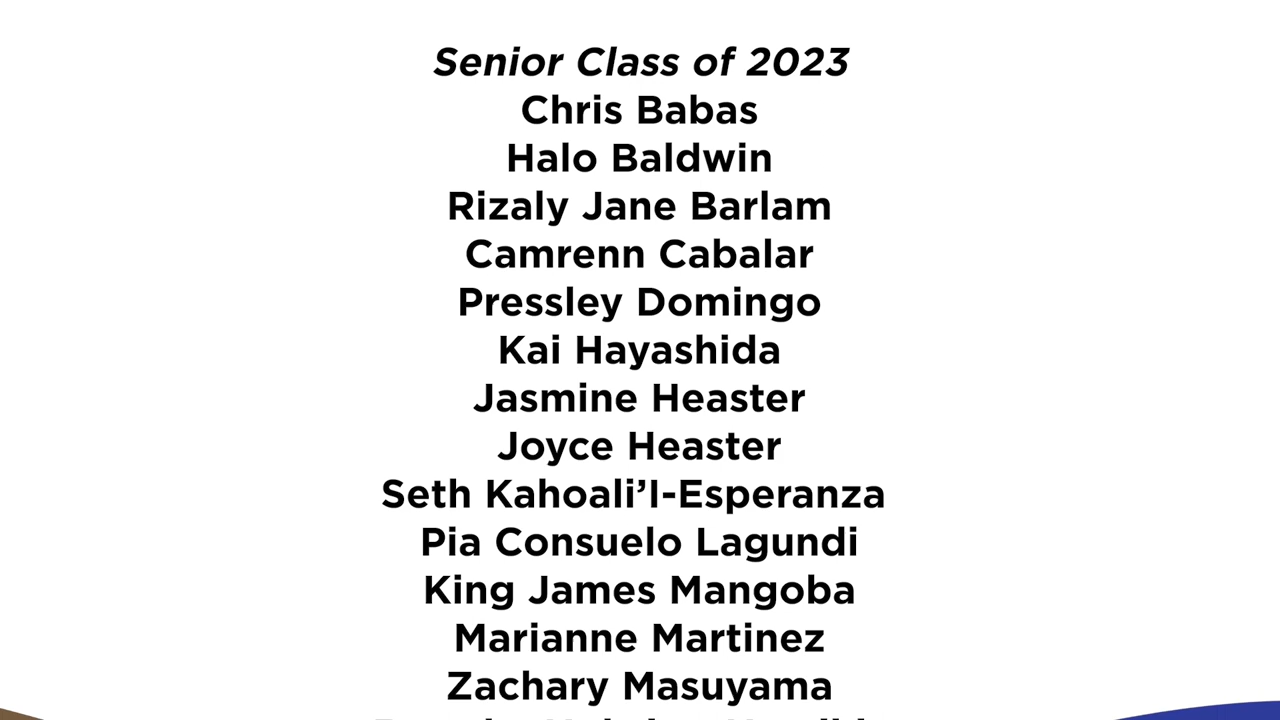 Senior Class of 2023
Chris Babas
Halo Baldwin
Rizaly Jane Barlam
Camrenn Cabalar
Pressley Domingo
Kai Hayashida
Jasmine Heaster
Joyce Heaster
Seth Kahoali’I-Esperanza
Pia Consuelo Lagundi
King James Mangoba
Marianne Martinez
Zachary Masuyama